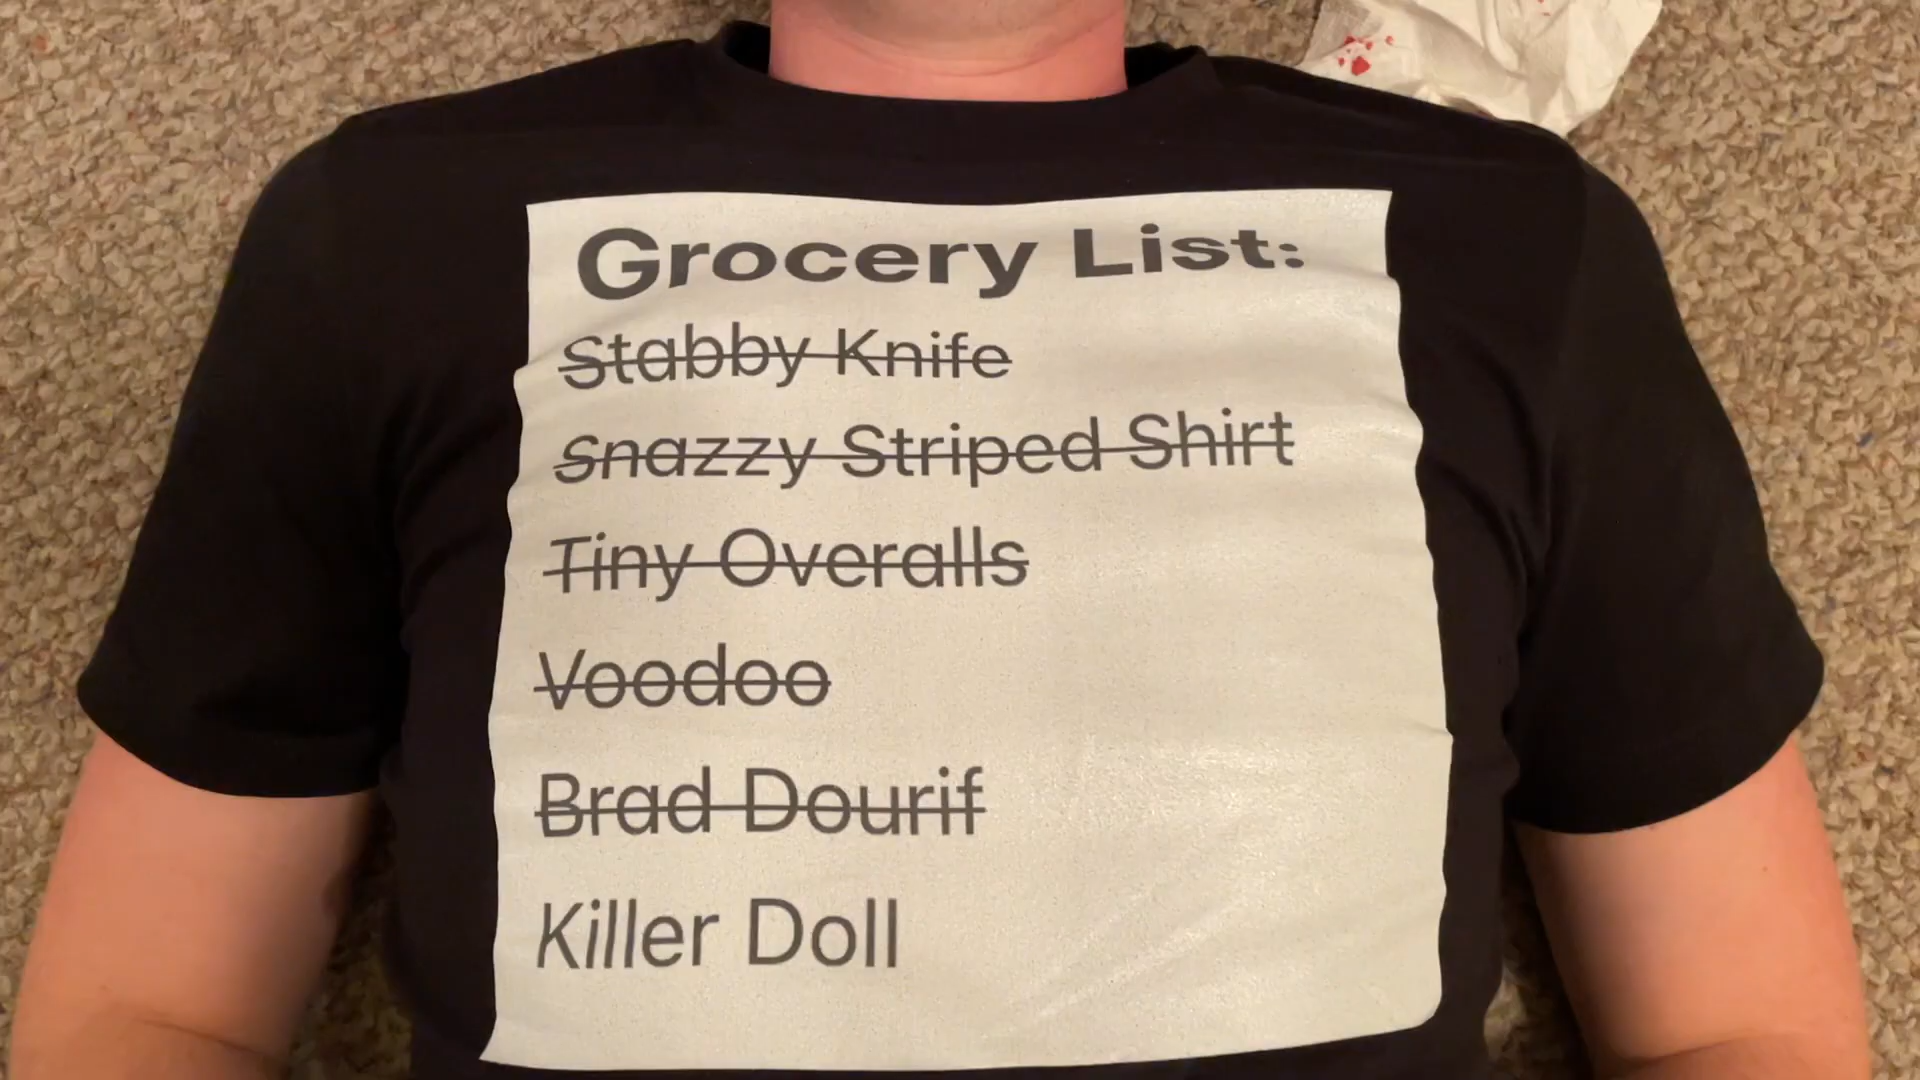 Grocery List:
Stabby Knife
Snazzy Striped Shirt
Tiny Overalls
Voodoo
Brad Dourif
Killer Doll